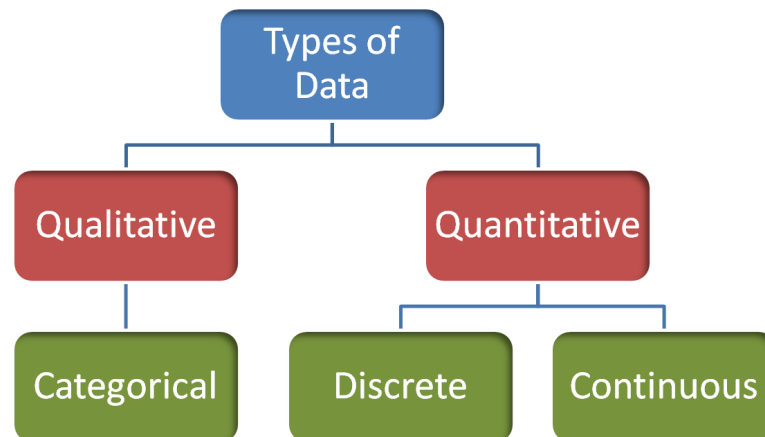 Types of
Data
Qualitative
Quantitative
Categorical
Discrete
Continuous